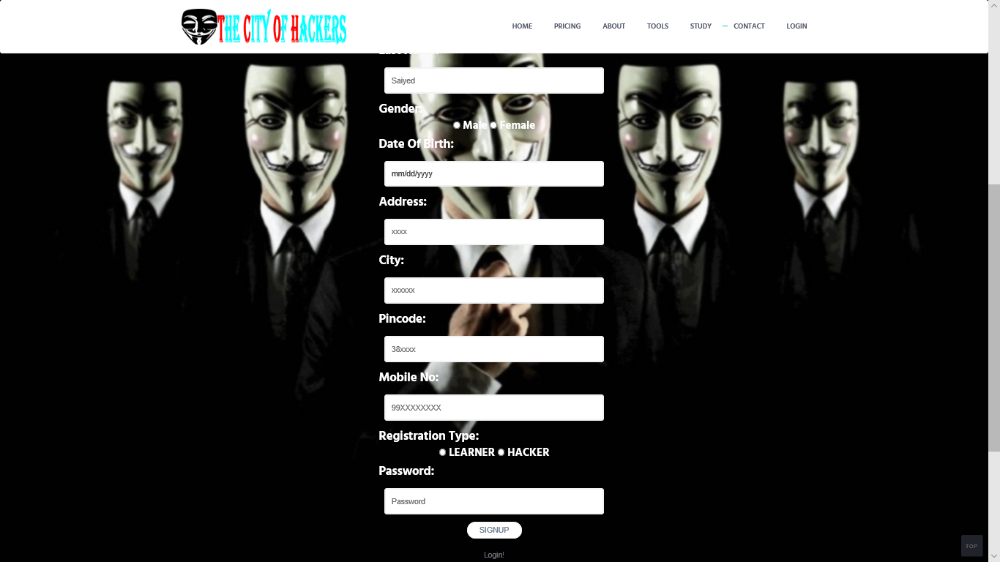 THE CITY OF HACKERS
HOME PRICING ABOUT TOOLS STUDY — CONTACT LOGIN
Saiyed
Gender:
Male Female
Date Of Birth:
mm/dd/yyyy
Address:
xxxx
City:
xxxxxx
Pincode:
38xxxx
Mobile No:
99XXXXXXXX
Registration Type:
LEARNER HACKER
Password:
Password
SIGNUP
Login!
TOP